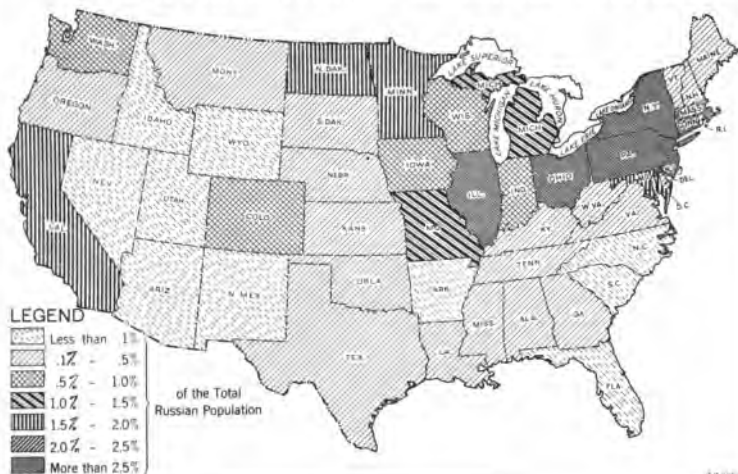 WASH.
MONT.
N. DAK.
MINN.
LAKE SUPERIOR
MICH.
LAKE MICHIGAN
LAKE HURON
MICH.
MAINE
OREGON
IDAHO
WYO.
S. DAK.
WIS.
N.Y.
MASS.
CONN.
R.I.
LAKE ERIE
NEV.
UTAH
COLO.
NEBR.
IOWA
ILL.
IND.
OHIO
PA.
DEL.
D.C.
CAL.
KANS.
MO.
KY.
W. VA.
VA.
ARIZ.
N. MEX.
OKLA.
ARK.
TENN.
N.C.
S.C.
TEX.
LA.
MISS.
ALA.
GA.
FLA.
LEGEND
Less than .1%
.1% - .5%
.5% - 1.0%
1.0% - 1.5%
1.5% - 2.0%
2.0% - 2.5%
More than 2.5%
of the Total
Russian Population